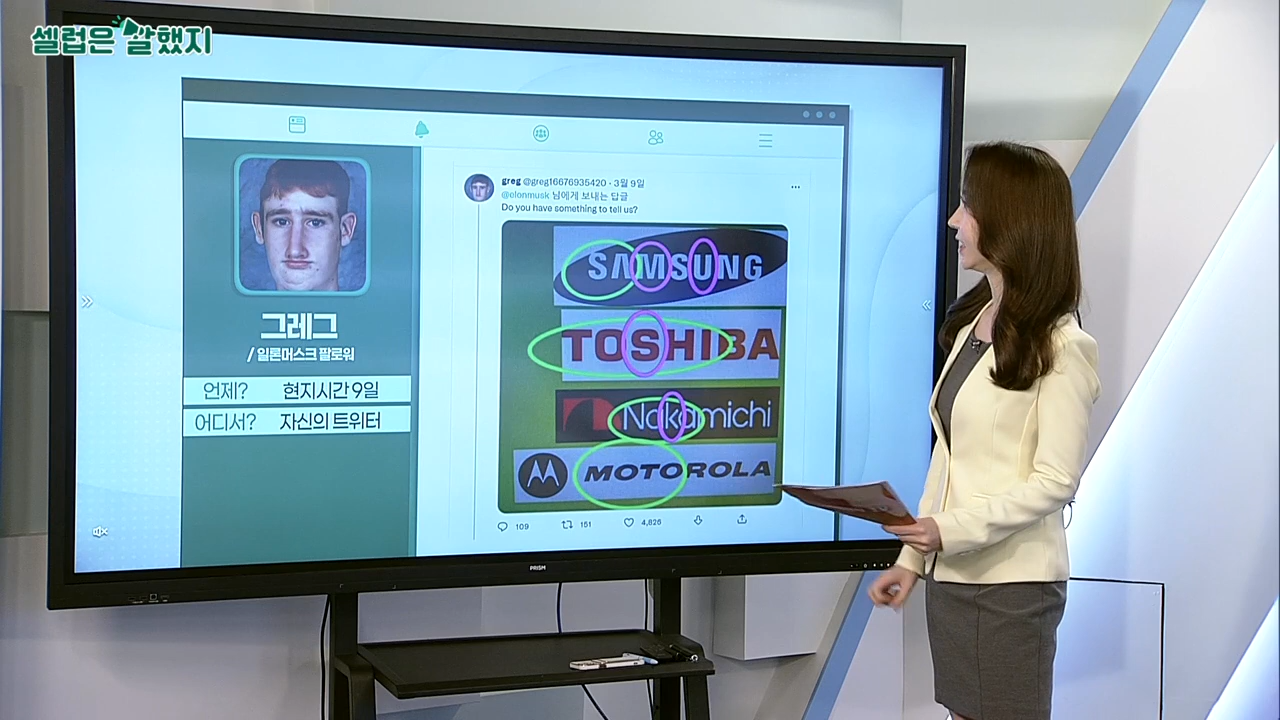 셀럽은 말했지
그레그
/ 일론머스크 팔로워
언제? 현지시간 9일
어디서? 자신의 트위터
greg @greg16676935420 · 3월 9일
@elonmusk 님에게 보내는 답글
Do you have something to tell us?
SAMSUNG
TOSHIBA
Nakamichi
MOTOROLA
109 151 4,826
PRISM